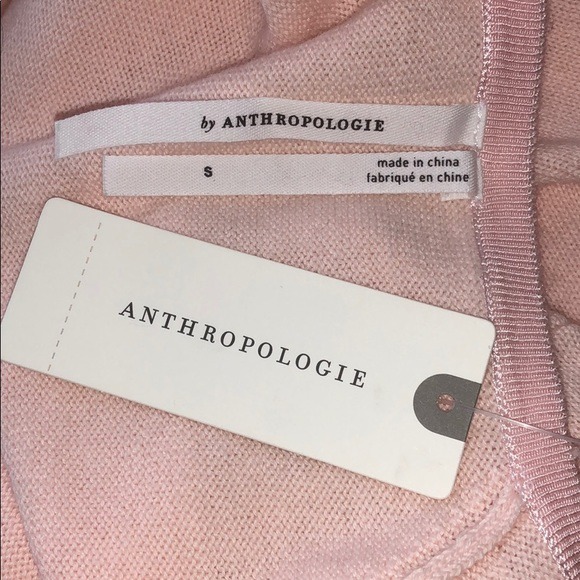 by ANTHROPOLOGIE
S
made in china
fabriqué en chine
ANTHROPOLOGIE